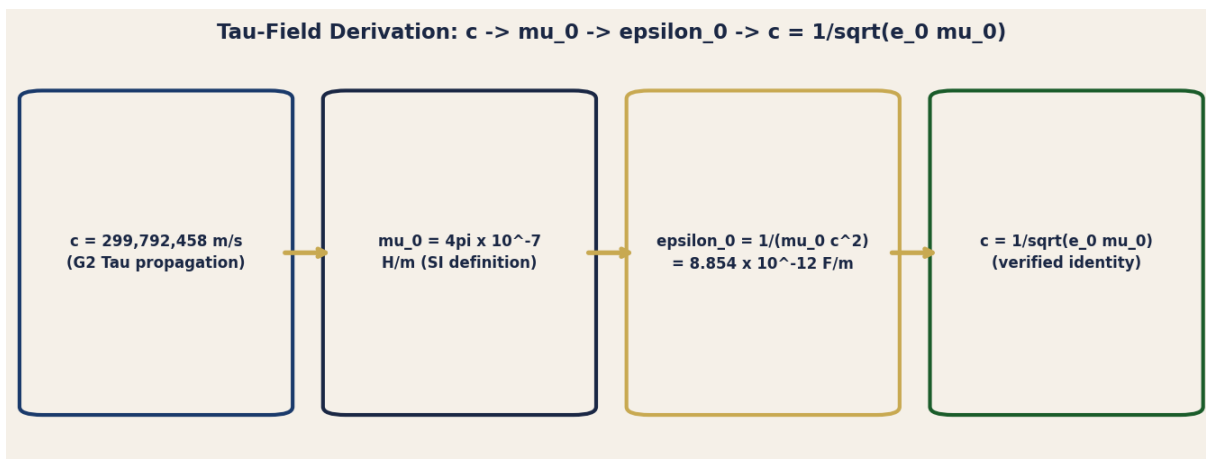 Tau-Field Derivation: c -> mu_0 -> epsilon_0 -> c = 1/sqrt(e_0 mu_0)
c = 299,792,458 m/s
(G2 Tau propagation)
mu_0 = 4pi x 10^-7
H/m (SI definition)
epsilon_0 = 1/(mu_0 c^2)
= 8.854 x 10^-12 F/m
c = 1/sqrt(e_0 mu_0)
(verified identity)